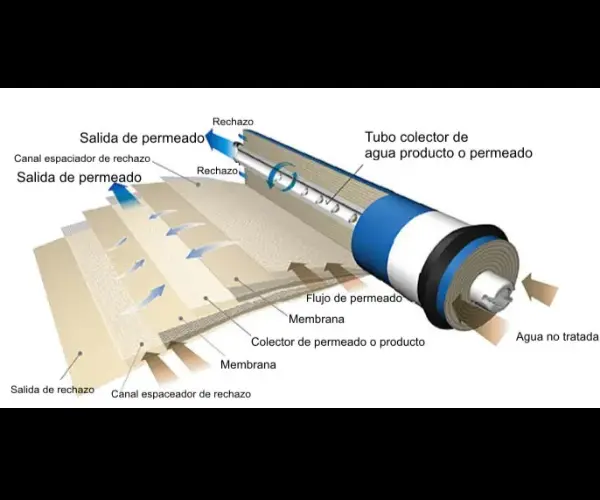 Rechazo
Salida de permeado
Tubo colector de
agua producto o permeado
Canal espaciador de rechazo
Rechazo
Salida de permeado
Flujo de permeado
Membrana
Agua no tratada
Colector de permeado o producto
Membrana
Salida de rechazo
Canal espaceador de rechazo